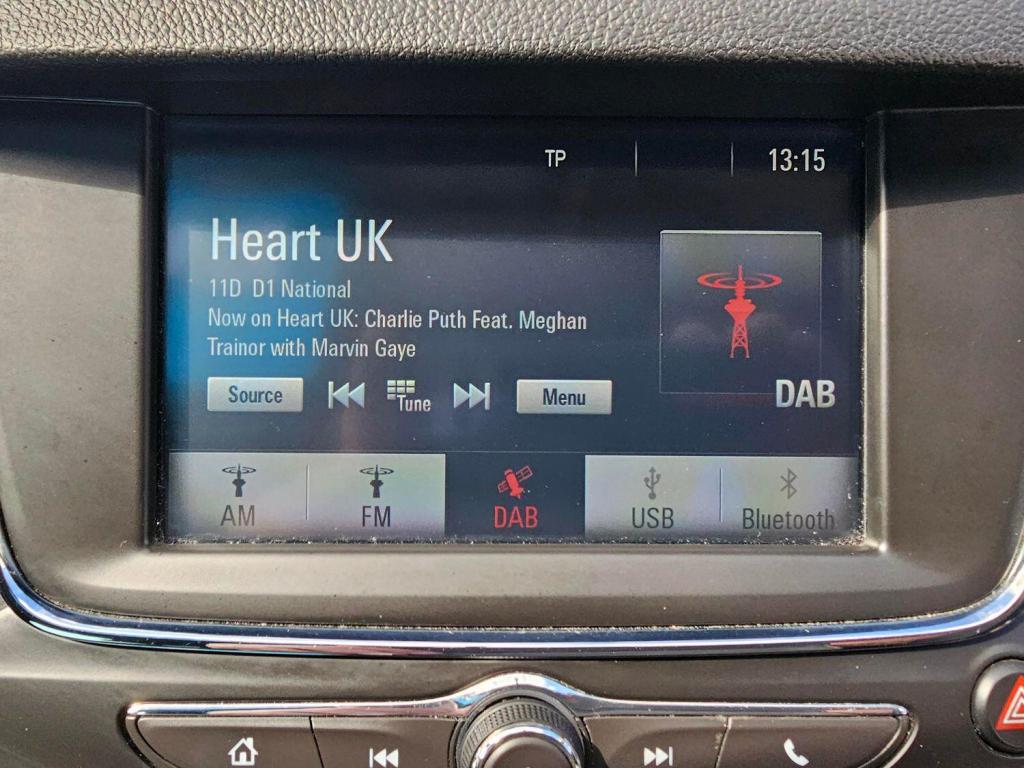 TP
13:15
Heart UK
11D D1 National
Now on Heart UK: Charlie Puth Feat. Meghan
Trainor with Marvin Gaye
Source
Tune
Menu
DAB
AM
FM
DAB
USB
Bluetooth